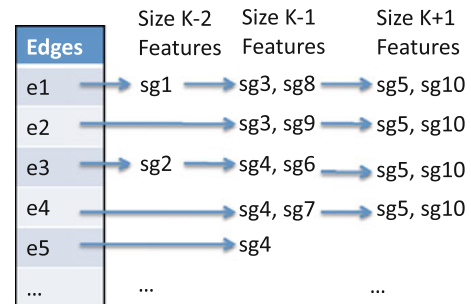 Size K-2 Size K-1 Size K+1
Edges Features Features Features
e1 sg1 sg3, sg8 sg5, sg10
e2 sg3, sg9 sg5, sg10
e3 sg2 sg4, sg6 sg5, sg10
e4 sg4, sg7 sg5, sg10
e5 sg4
... ... ...